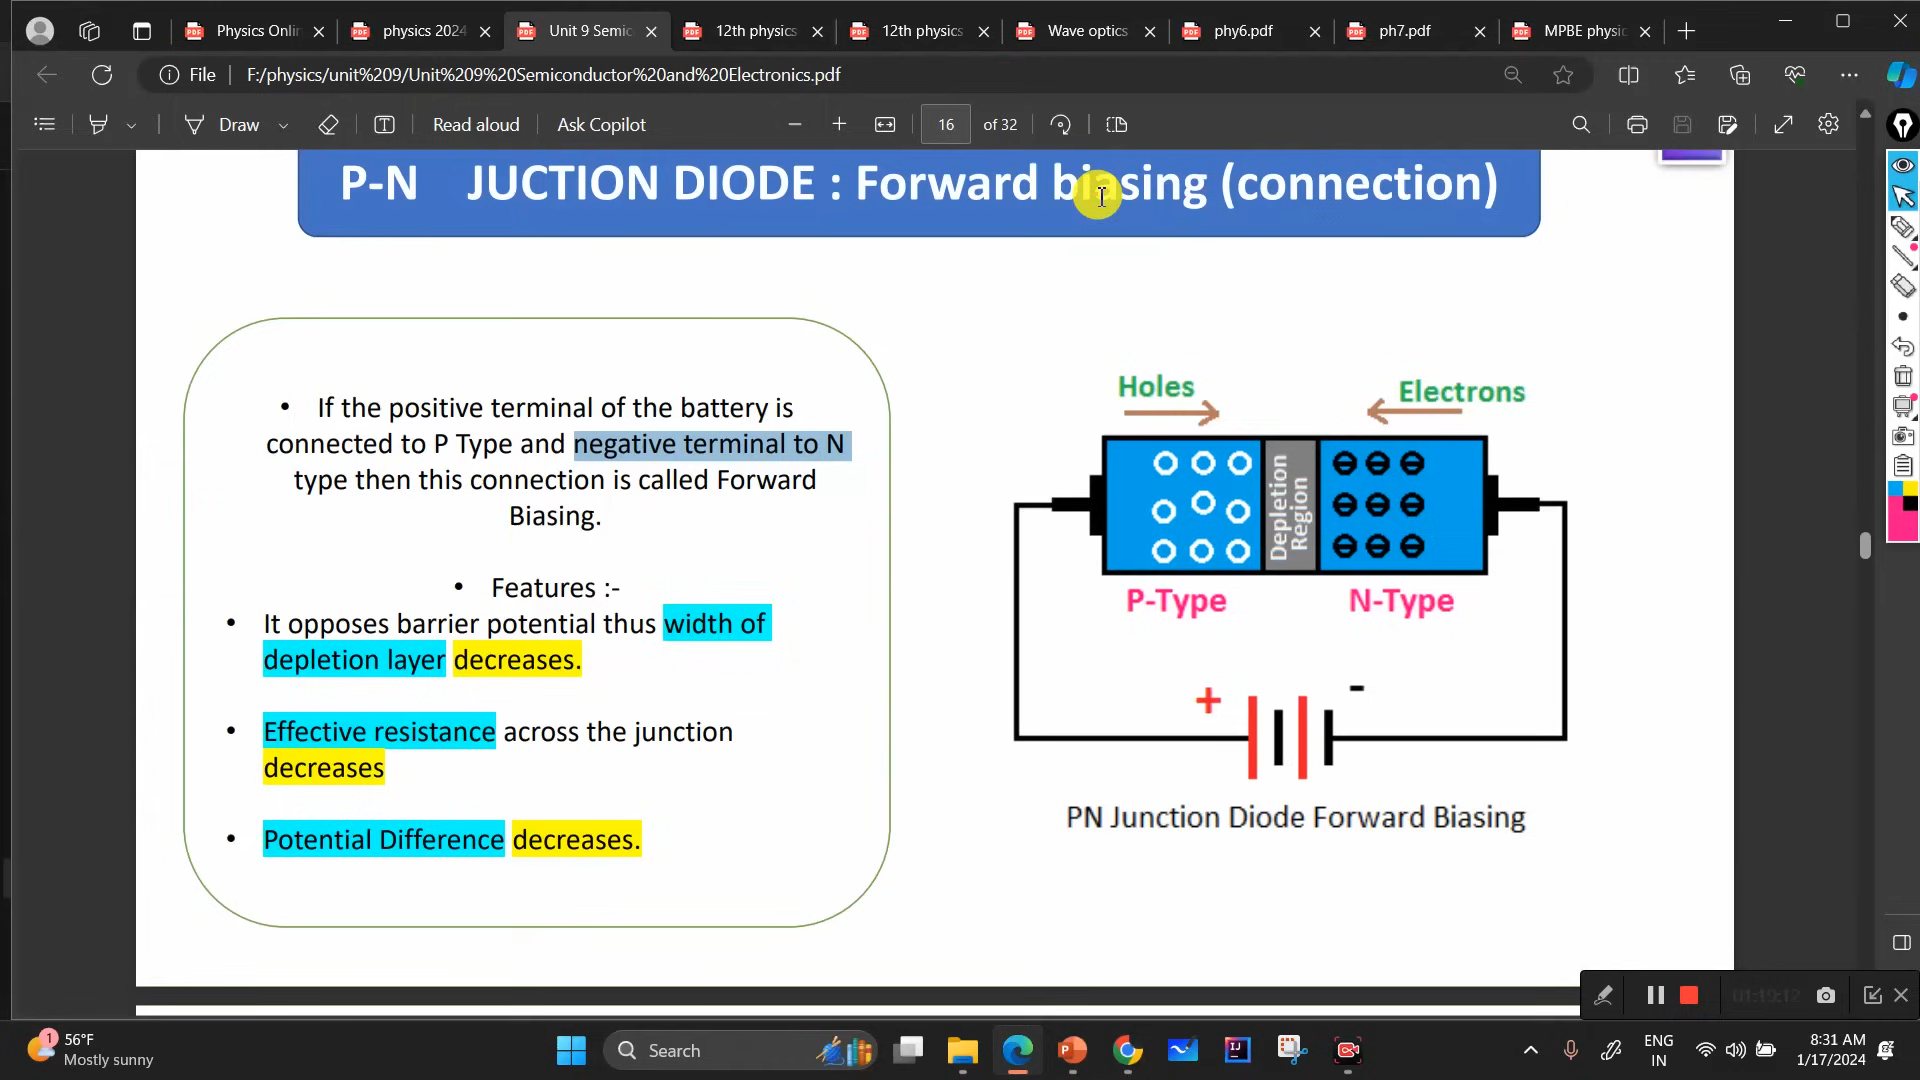 Physics Onlin
physics 2024
Unit 9 Semic
12th physics
12th physics
Wave optics
phy6.pdf
ph7.pdf
MPBE physic
File
F:/physics/unit%209/Unit%209%20Semiconductor%20and%20Electronics.pdf
Draw
Read aloud
Ask Copilot
16
of 32
P-N JUCTION DIODE : Forward biasing (connection)
• If the positive terminal of the battery is
connected to P Type and negative terminal to N
type then this connection is called Forward
Biasing.
• Features :-
• It opposes barrier potential thus width of
depletion layer decreases.
• Effective resistance across the junction
decreases
• Potential Difference decreases.
Holes
Electrons
Depletion
Region
P-Type
N-Type
+
-
PN Junction Diode Forward Biasing
01:19:12
1
56°F
Mostly sunny
Search
ENG
IN
8:31 AM
1/17/2024